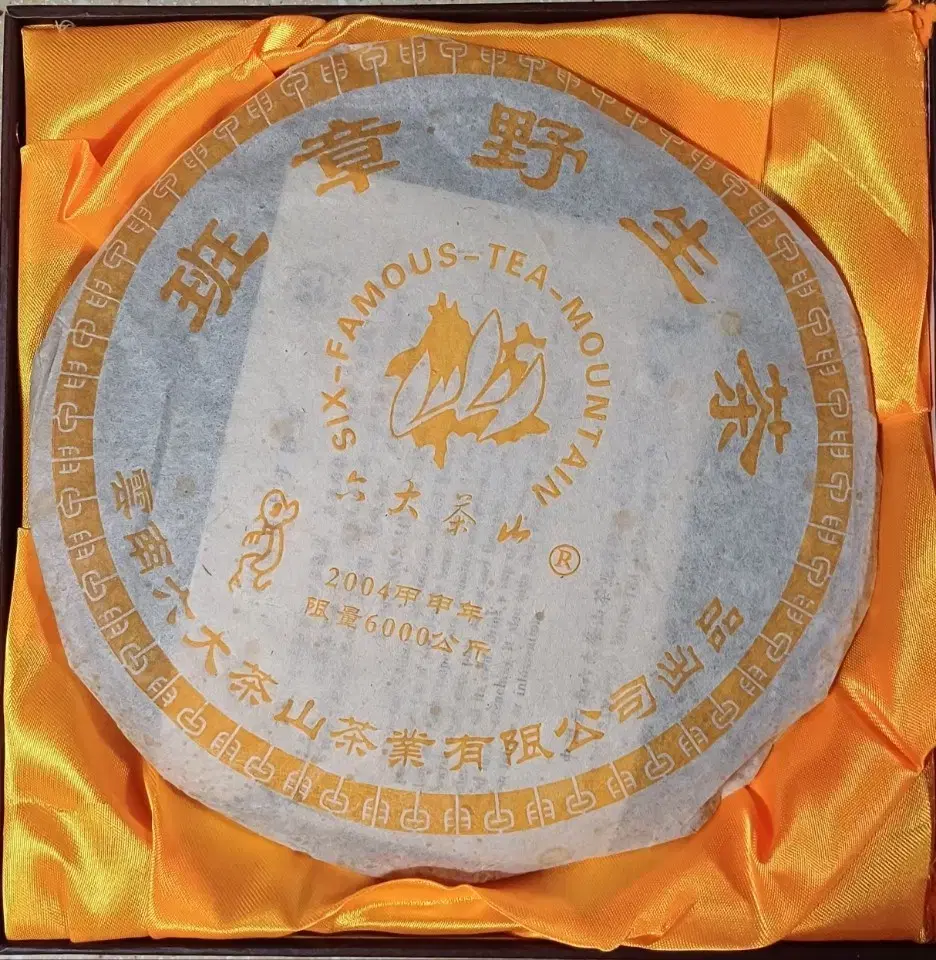 班章野生茶
SIX-FAMOUS-TEA-MOUNTAIN
六大茶山
®
2004甲申年
限量6000公斤
雲南六大茶山茶業有限公司出品